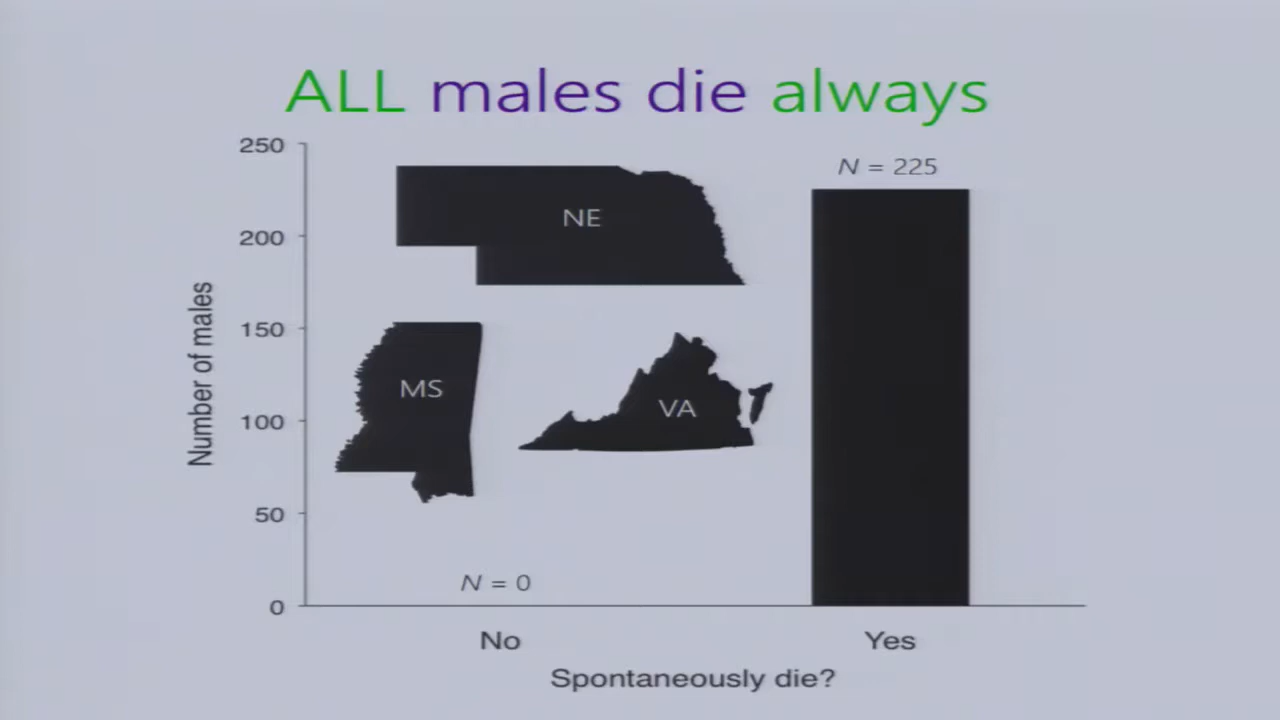 ALL males die always
250
N = 225
NE
200
150
MS
VA
100
50
N = 0
0
No
Yes
Spontaneously die?
Number of males